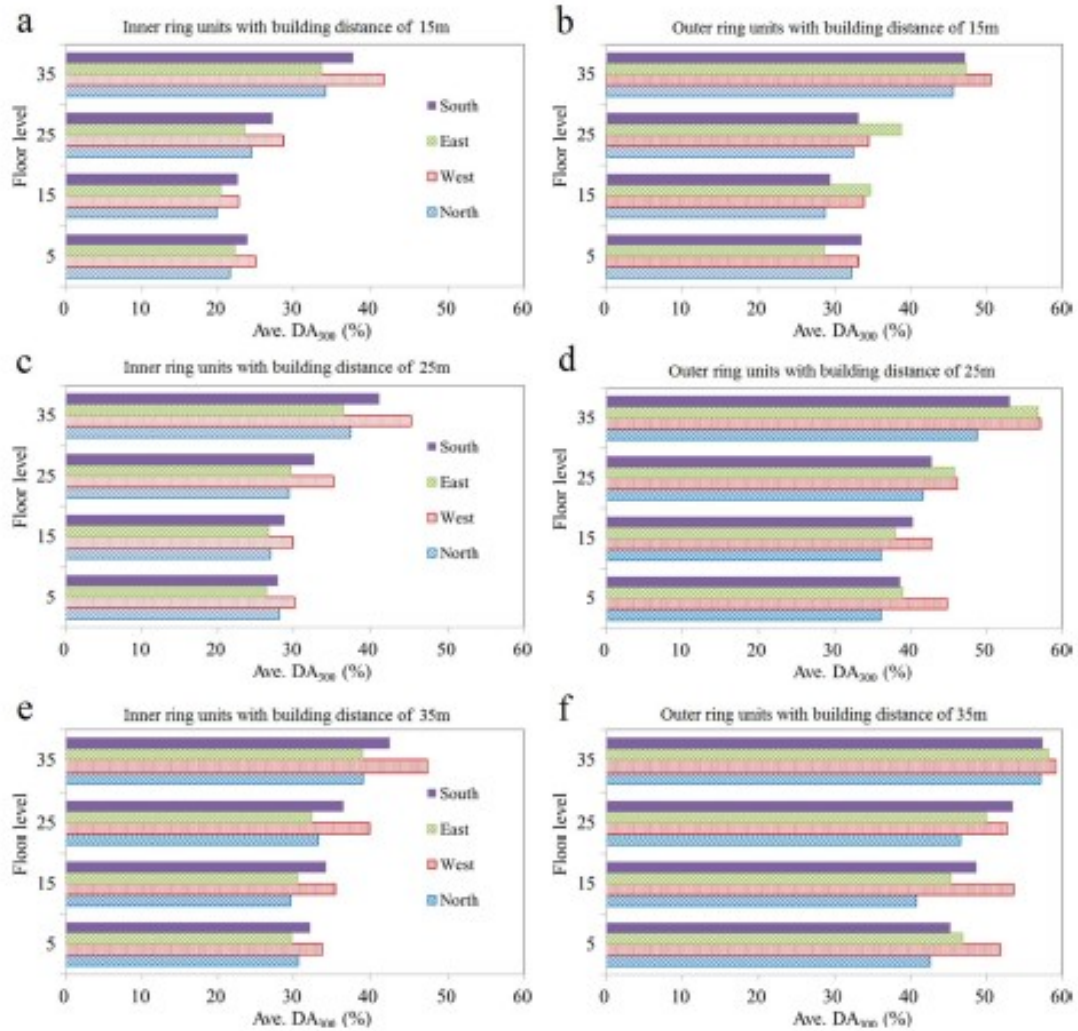 a
Inner ring units with building distance of 15m
Floor level
35
25
15
5
South
East
West
North
0 10 20 30 40 50 60
Ave. DA300 (%)
b
Outer ring units with building distance of 15m
Floor level
35
25
15
5
0 10 20 30 40 50 60
Ave. DA300 (%)
c
Inner ring units with building distance of 25m
Floor level
35
25
15
5
South
East
West
North
0 10 20 30 40 50 60
Ave. DA300 (%)
d
Outer ring units with building distance of 25m
Floor level
35
25
15
5
0 10 20 30 40 50 60
Ave. DA300 (%)
e
Inner ring units with building distance of 35m
Floor level
35
25
15
5
South
East
West
North
0 10 20 30 40 50 60
Ave. DA300 (%)
f
Outer ring units with building distance of 35m
Floor level
35
25
15
5
0 10 20 30 40 50 60
Ave. DA300 (%)